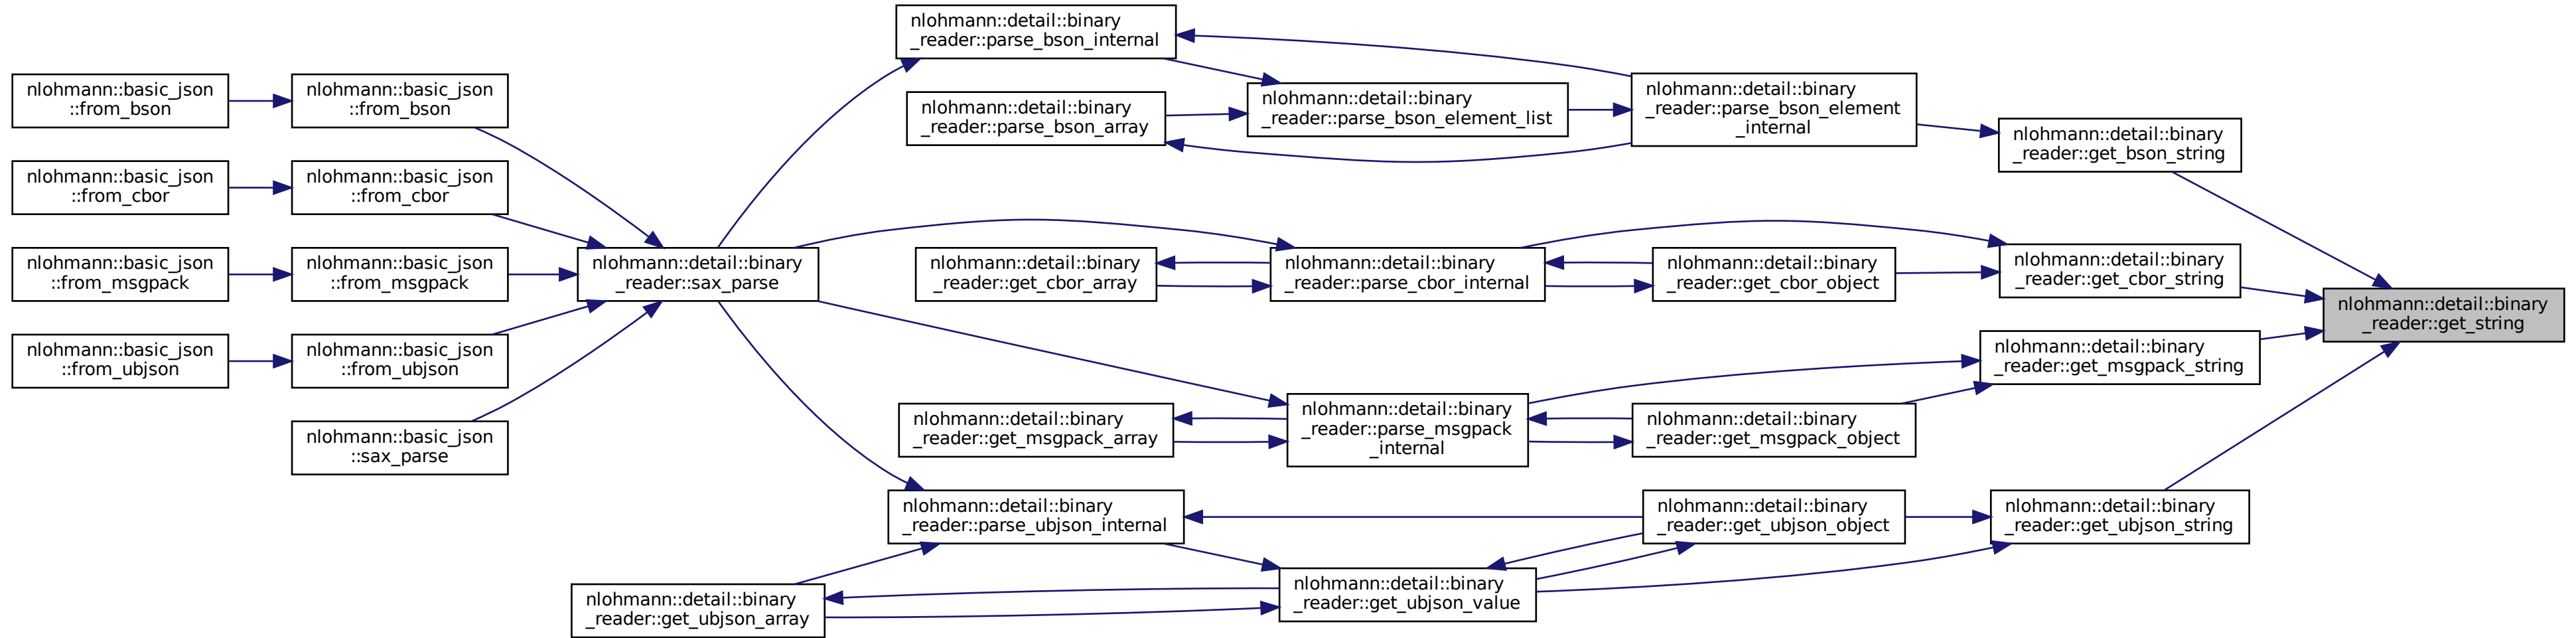 nlohmann::basic_json
::from_bson
nlohmann::basic_json
::from_cbor
nlohmann::basic_json
::from_msgpack
nlohmann::basic_json
::from_ubjson
nlohmann::basic_json
::from_bson
nlohmann::basic_json
::from_cbor
nlohmann::basic_json
::from_msgpack
nlohmann::basic_json
::from_ubjson
nlohmann::basic_json
::sax_parse
nlohmann::detail::binary
_reader::sax_parse
nlohmann::detail::binary
_reader::parse_bson_internal
nlohmann::detail::binary
_reader::parse_bson_array
nlohmann::detail::binary
_reader::parse_bson_element_list
nlohmann::detail::binary
_reader::parse_bson_element
_internal
nlohmann::detail::binary
_reader::get_bson_string
nlohmann::detail::binary
_reader::get_cbor_array
nlohmann::detail::binary
_reader::parse_cbor_internal
nlohmann::detail::binary
_reader::get_cbor_object
nlohmann::detail::binary
_reader::get_cbor_string
nlohmann::detail::binary
_reader::get_string
nlohmann::detail::binary
_reader::get_msgpack_array
nlohmann::detail::binary
_reader::parse_msgpack
_internal
nlohmann::detail::binary
_reader::get_msgpack_object
nlohmann::detail::binary
_reader::get_msgpack_string
nlohmann::detail::binary
_reader::parse_ubjson_internal
nlohmann::detail::binary
_reader::get_ubjson_object
nlohmann::detail::binary
_reader::get_ubjson_string
nlohmann::detail::binary
_reader::get_ubjson_array
nlohmann::detail::binary
_reader::get_ubjson_value